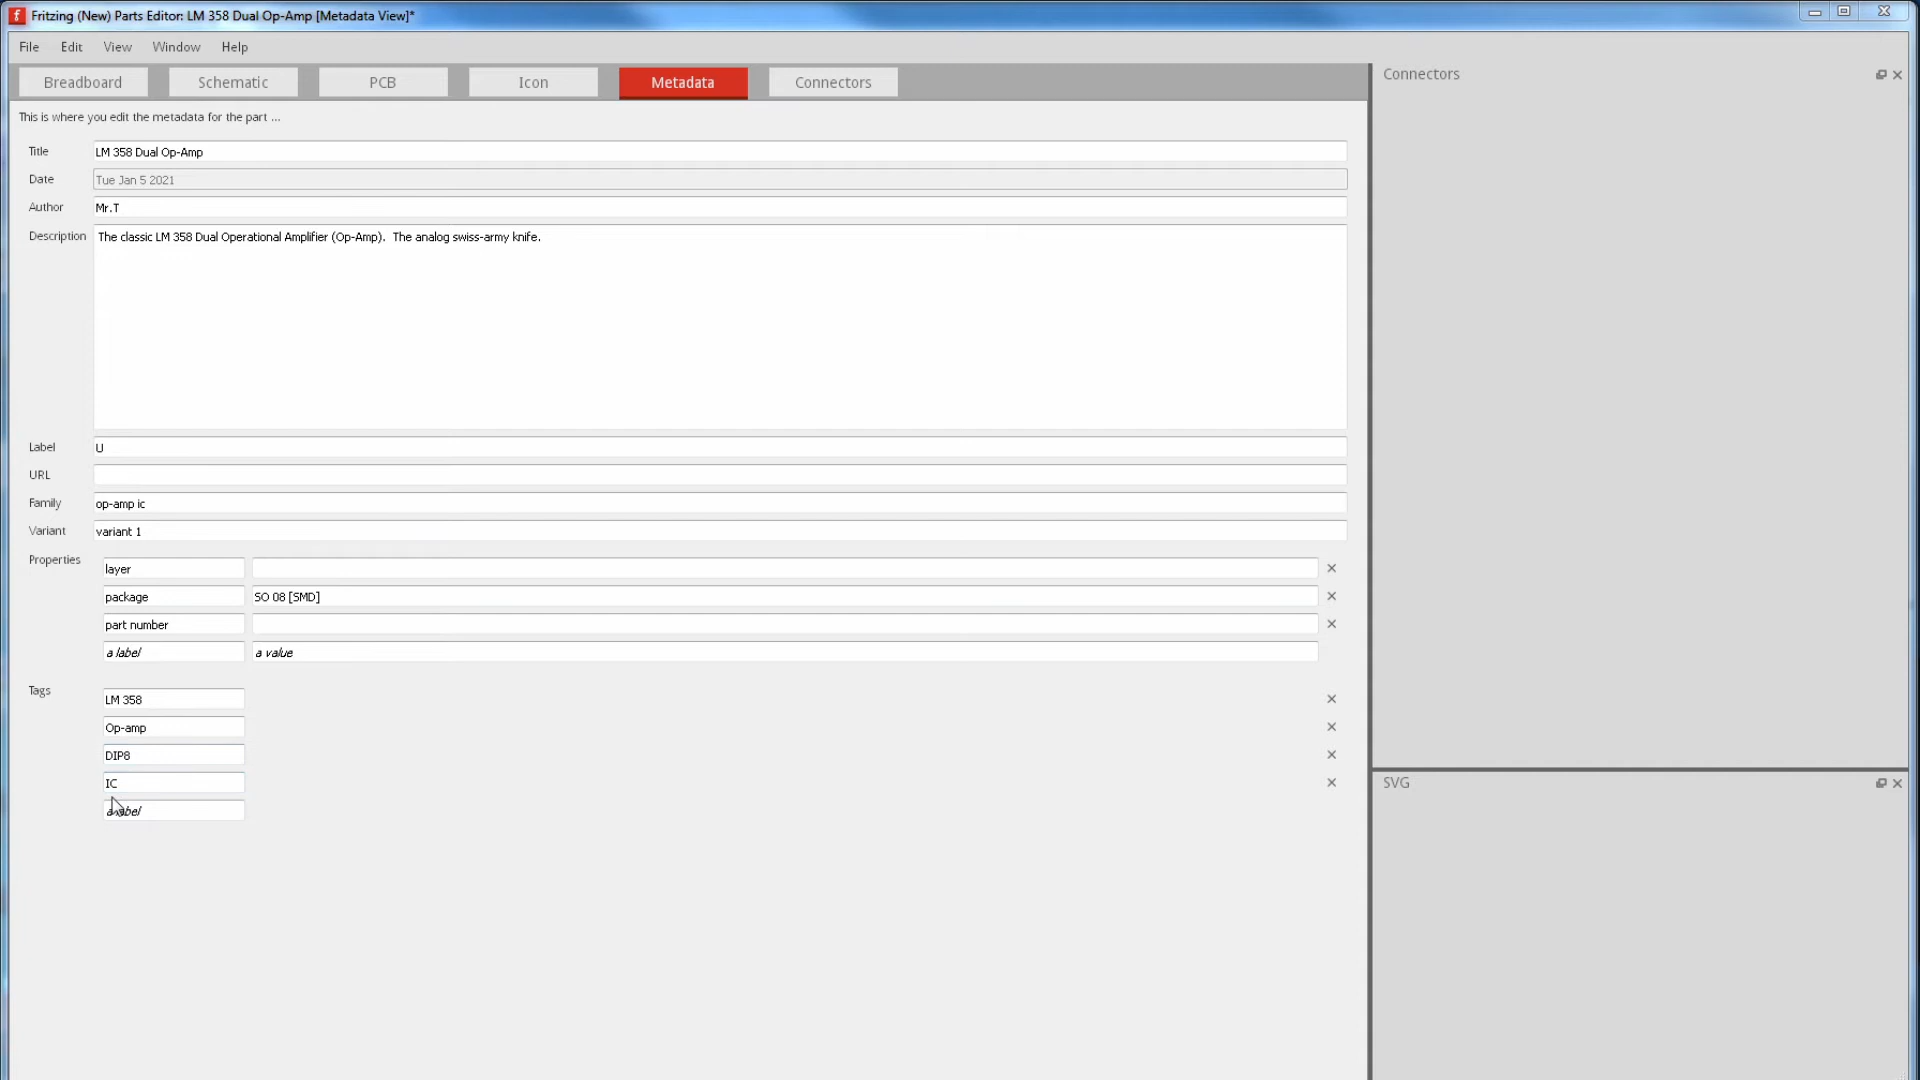 Fritzing (New) Parts Editor: LM 358 Dual Op-Amp [Metadata View]*
File Edit View Window Help
Breadboard Schematic PCB Icon Metadata Connectors
Connectors
This is where you edit the metadata for the part ...
Title LM 358 Dual Op-Amp
Date Tue Jan 5 2021
Author Mr.T
Description The classic LM 358 Dual Operational Amplifier (Op-Amp).  The analog swiss-army knife.
Label U
URL
Family op-amp ic
Variant variant 1
Properties layer
package SO 08 [SMD]
part number
a label a value
Tags LM 358
Op-amp
DIP8
IC
SVG
a label